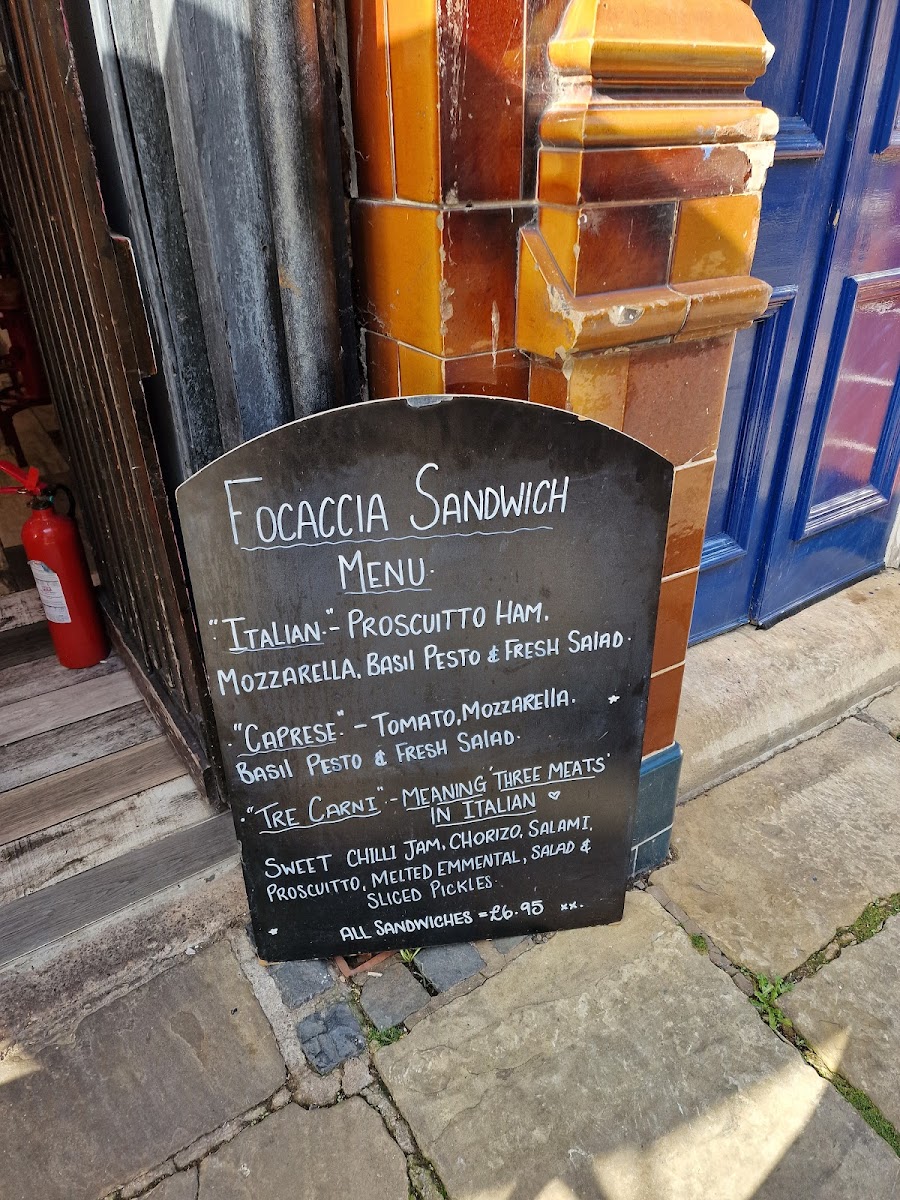 FOCACCIA SANDWICH
MENU.
"ITALIAN." - PROSCUITTO HAM,
MOZZARELLA, BASIL PESTO & FRESH SALAD.
"CAPRESE" - TOMATO, MOZZARELLA,
BASIL PESTO & FRESH SALAD.
"TRE CARNI" - MEANING 'THREE MEATS'
IN ITALIAN ♡
SWEET CHILLI JAM, CHORIZO, SALAMI,
PROSCUITTO, MELTED EMMENTAL, SALAD &
SLICED PICKLES.
ALL SANDWICHES = £6.95 xx.